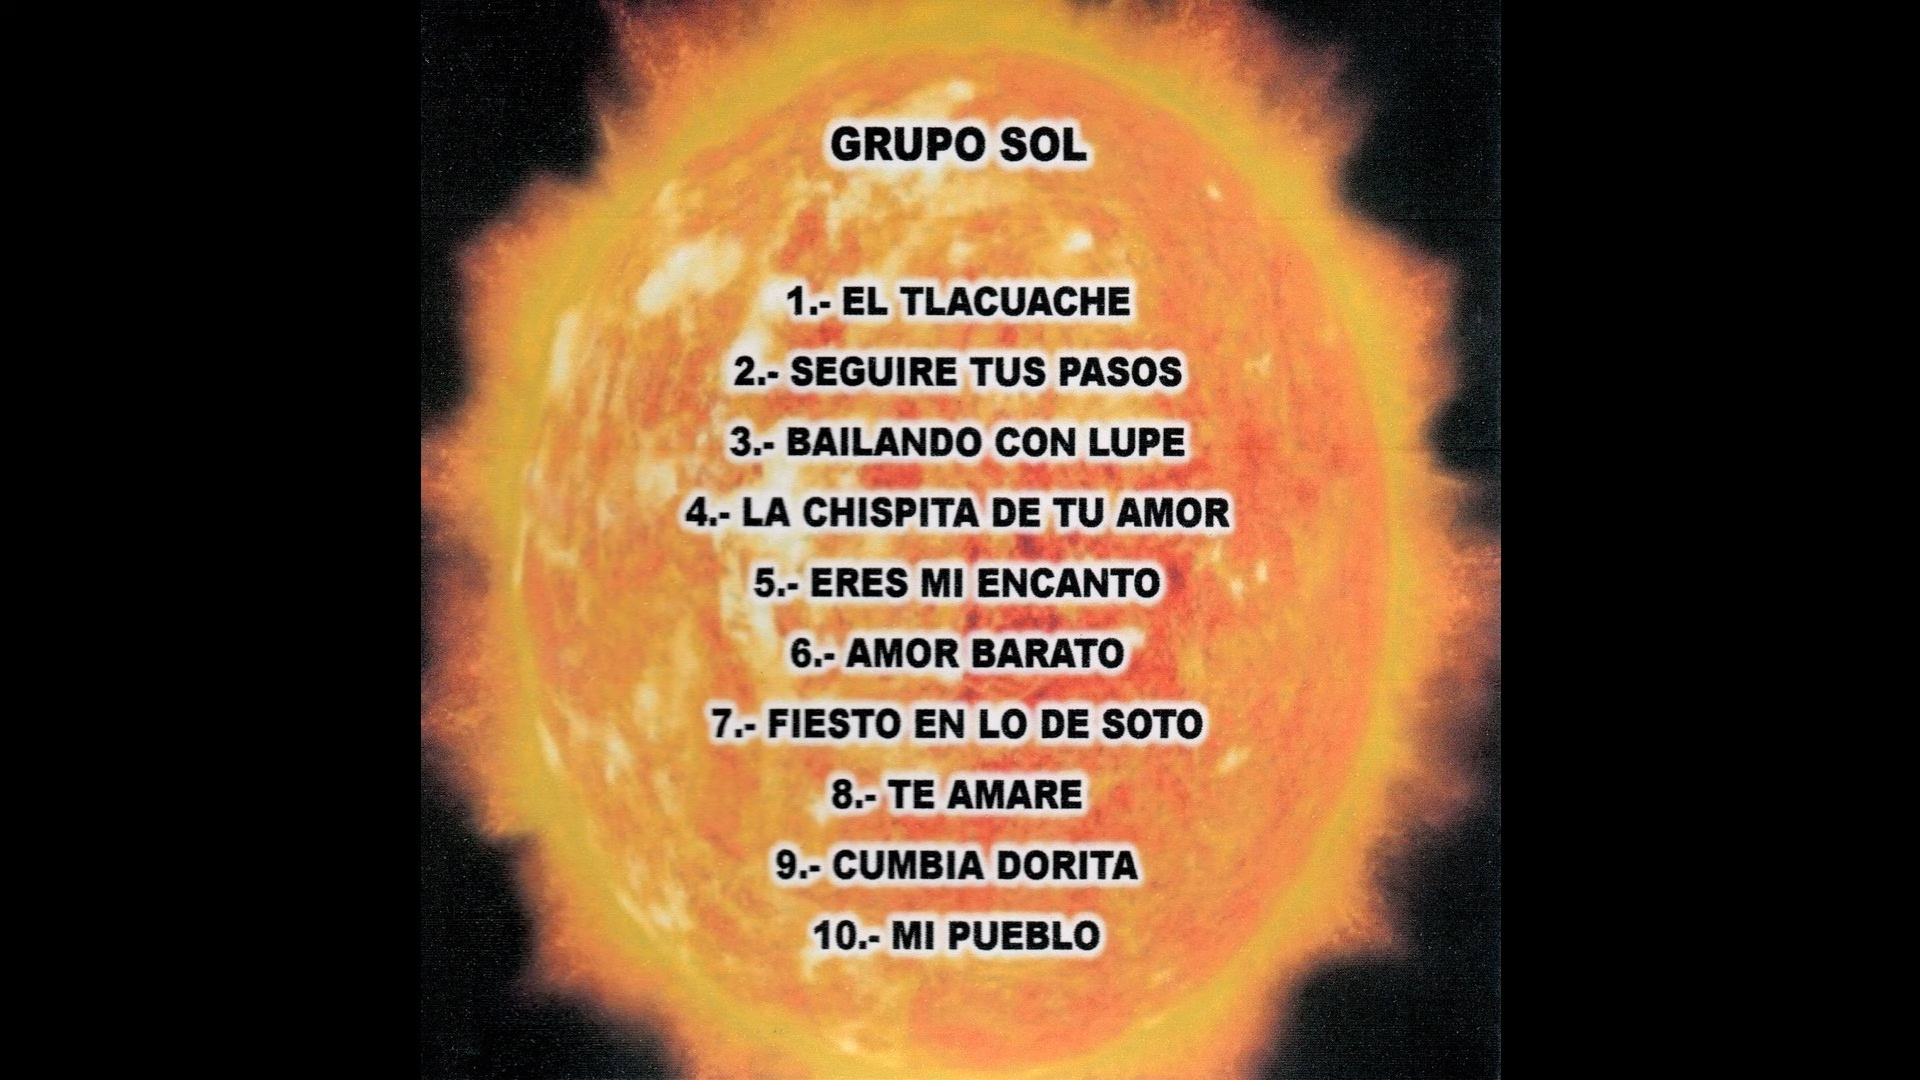 GRUPO SOL
1.- EL TLACUACHE
2.- SEGUIRE TUS PASOS
3.- BAILANDO CON LUPE
4.- LA CHISPITA DE TU AMOR
5.- ERES MI ENCANTO
6.- AMOR BARATO
7.- FIESTO EN LO DE SOTO
8.- TE AMARE
9.- CUMBIA DORITA
10.- MI PUEBLO